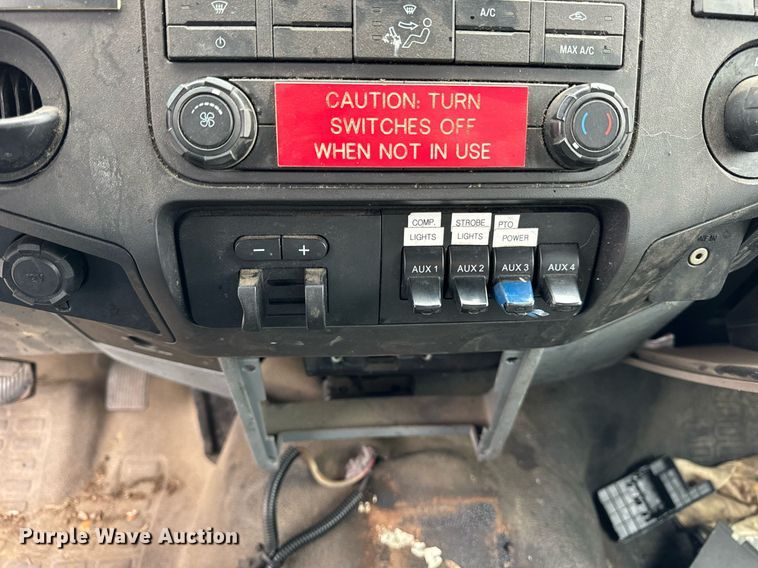 A/C
MAX A/C
CAUTION: TURN
SWITCHES OFF
WHEN NOT IN USE
COMP. STROBE PTO
LIGHTS LIGHTS POWER
− +
AUX 1 AUX 2 AUX 3 AUX 4
12V
Purple Wave Auction